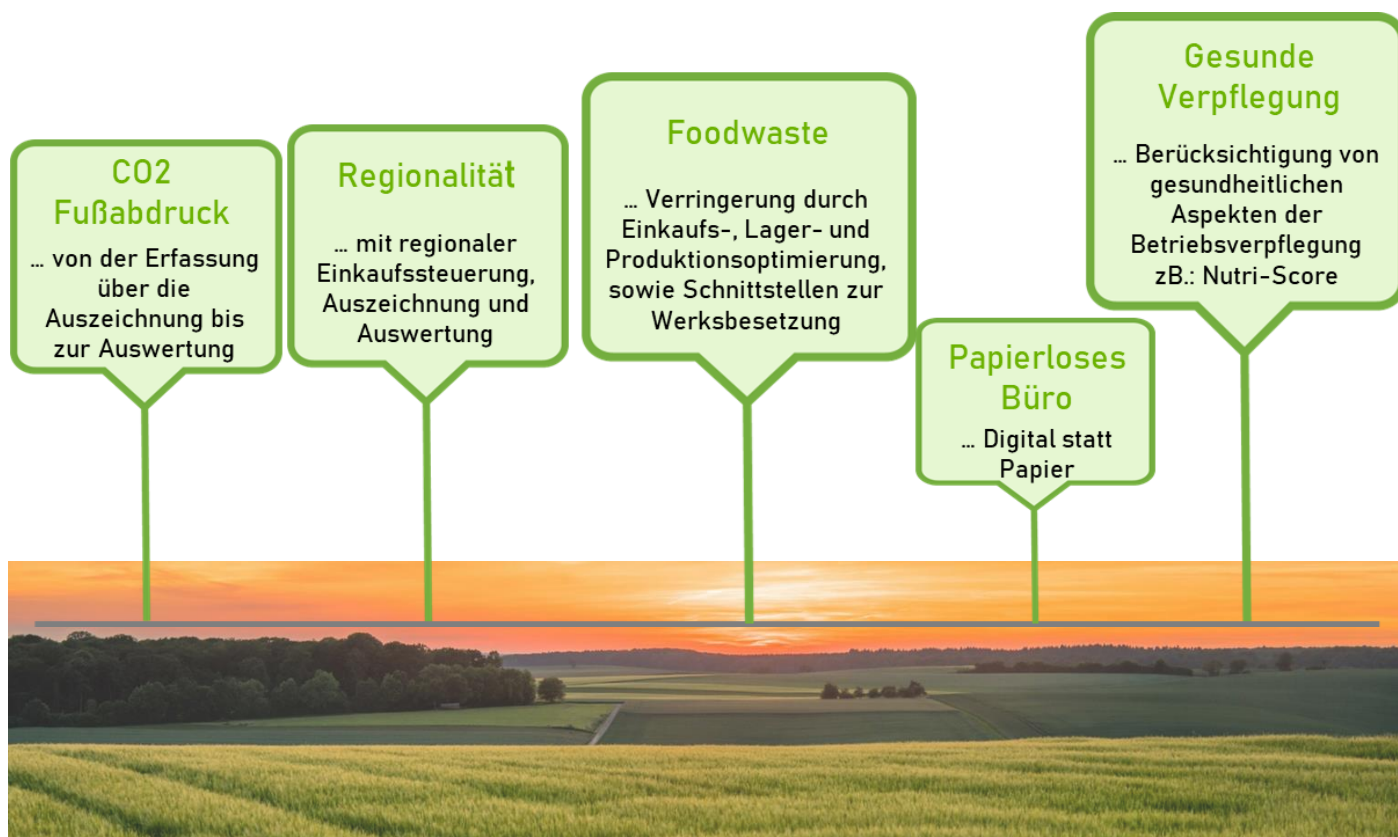 CO2
Fußabdruck
... von der Erfassung
über die
Auszeichnung bis
zur Auswertung
Regionalität
... mit regionaler
Einkaufssteuerung,
Auszeichnung und
Auswertung
Foodwaste
... Verringerung durch
Einkaufs-, Lager- und
Produktionsoptimierung,
sowie Schnittstellen zur
Werksbesetzung
Papierloses
Büro
... Digital statt
Papier
Gesunde
Verpflegung
... Berücksichtigung von
gesundheitlichen
Aspekten der
Betriebsverpflegung
zB.: Nutri-Score